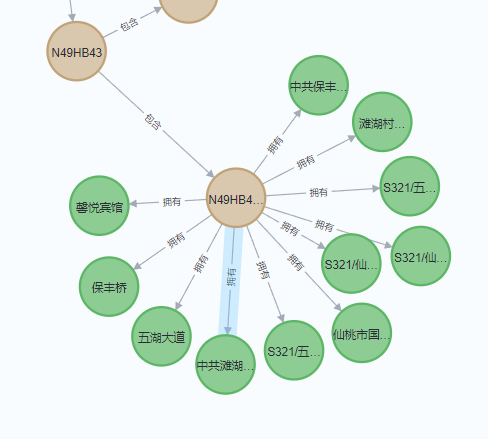 包含
N49HB43
中共保丰...
包含
滩湖村...
拥有
拥有
S321/五...
拥有
N49HB4...
馨悦宾馆
拥有
拥有
拥有
S321/仙...
拥有
S321/仙...
拥有
拥有
拥有
拥有
拥有
保丰桥
五湖大道
仙桃市国...
S321/五...
中共滩湖...